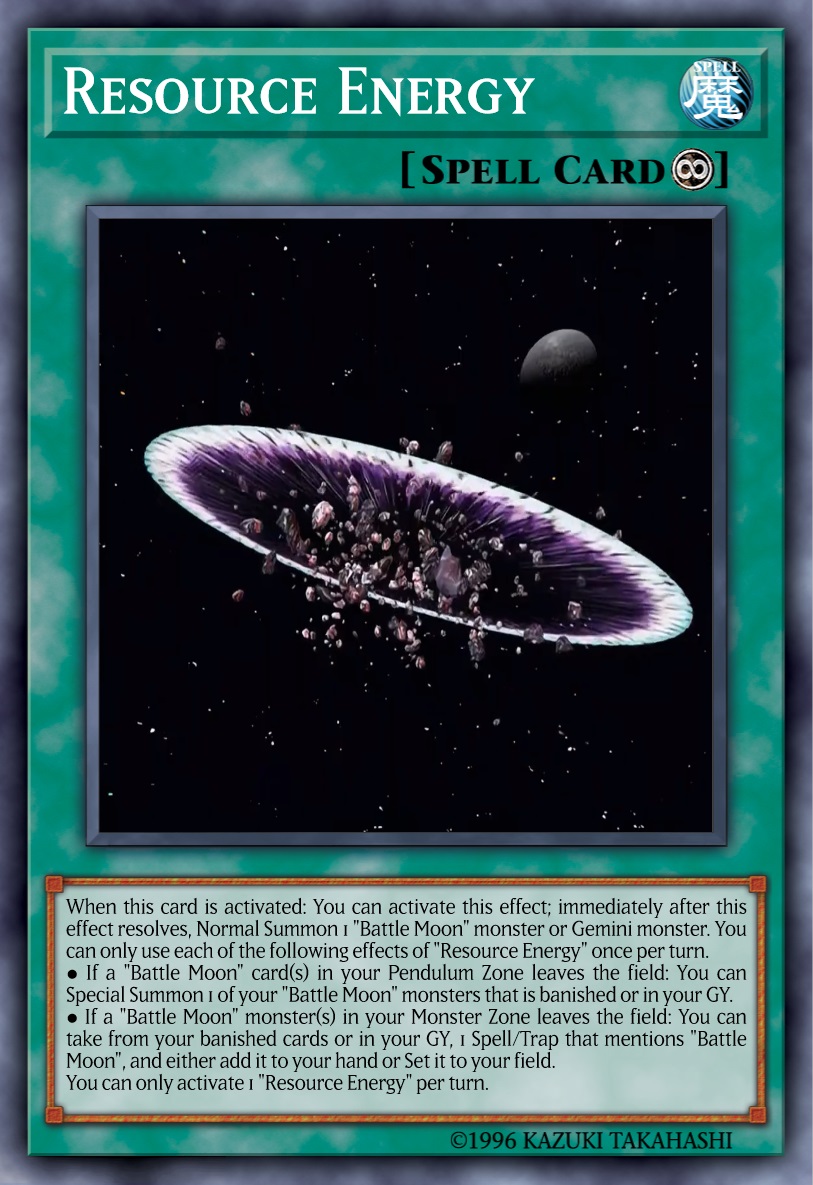 Resource Energy
SPELL
魔
[Spell Card]
When this card is activated: You can activate this effect; immediately after this
effect resolves, Normal Summon 1 "Battle Moon" monster or Gemini monster. You
can only use each of the following effects of "Resource Energy" once per turn.
● If a "Battle Moon" card(s) in your Pendulum Zone leaves the field: You can
Special Summon 1 of your "Battle Moon" monsters that is banished or in your GY.
● If a "Battle Moon" monster(s) in your Monster Zone leaves the field: You can
take from your banished cards or in your GY, 1 Spell/Trap that mentions "Battle
Moon", and either add it to your hand or Set it to your field.
You can only activate 1 "Resource Energy" per turn.
©1996 KAZUKI TAKAHASHI